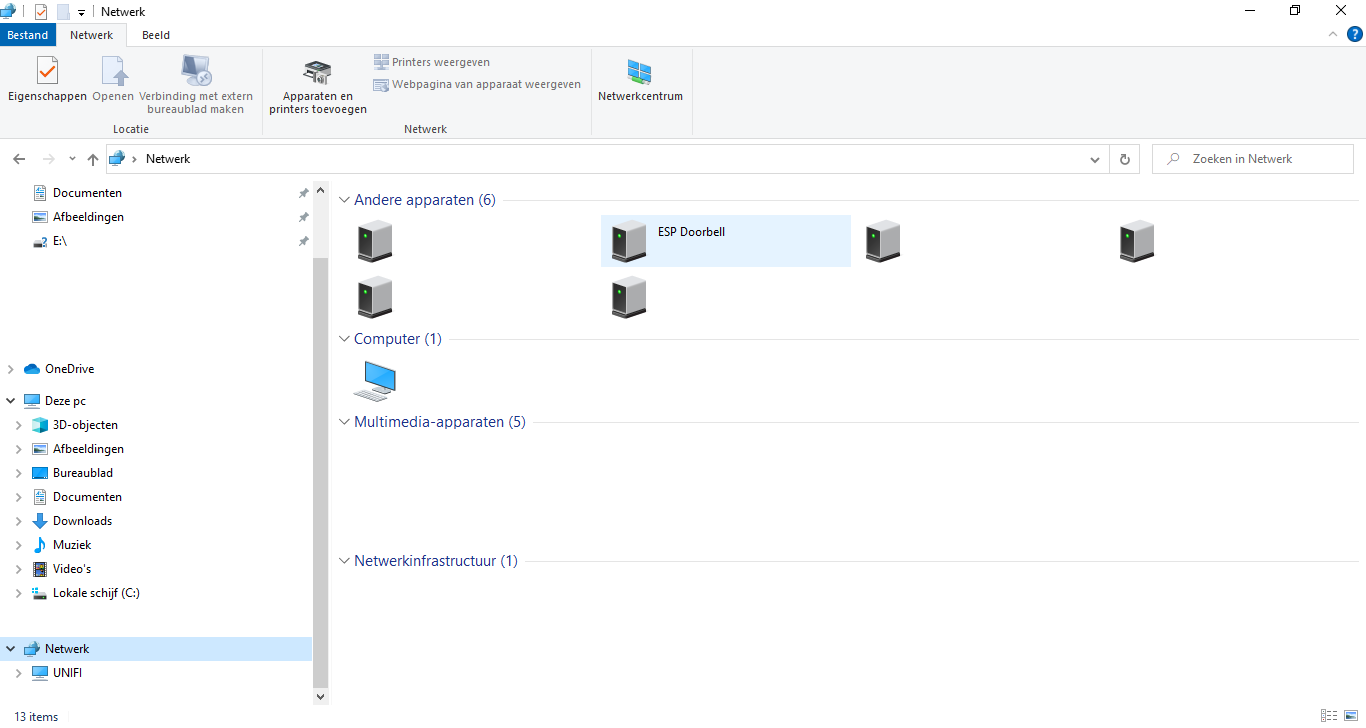 Netwerk
Bestand
Netwerk
Beeld
Eigenschappen
Openen
Verbinding met extern
bureaublad maken
Locatie
Apparaten en
printers toevoegen
Printers weergeven
Webpagina van apparaat weergeven
Netwerk
Netwerkcentrum
Netwerk
Zoeken in Netwerk
Documenten
Afbeeldingen
E:\
OneDrive
Deze pc
3D-objecten
Afbeeldingen
Bureaublad
Documenten
Downloads
Muziek
Video's
Lokale schijf (C:)
Netwerk
UNIFI
Andere apparaten (6)
ESP Doorbell
Computer (1)
Multimedia-apparaten (5)
Netwerkinfrastructuur (1)
13 items